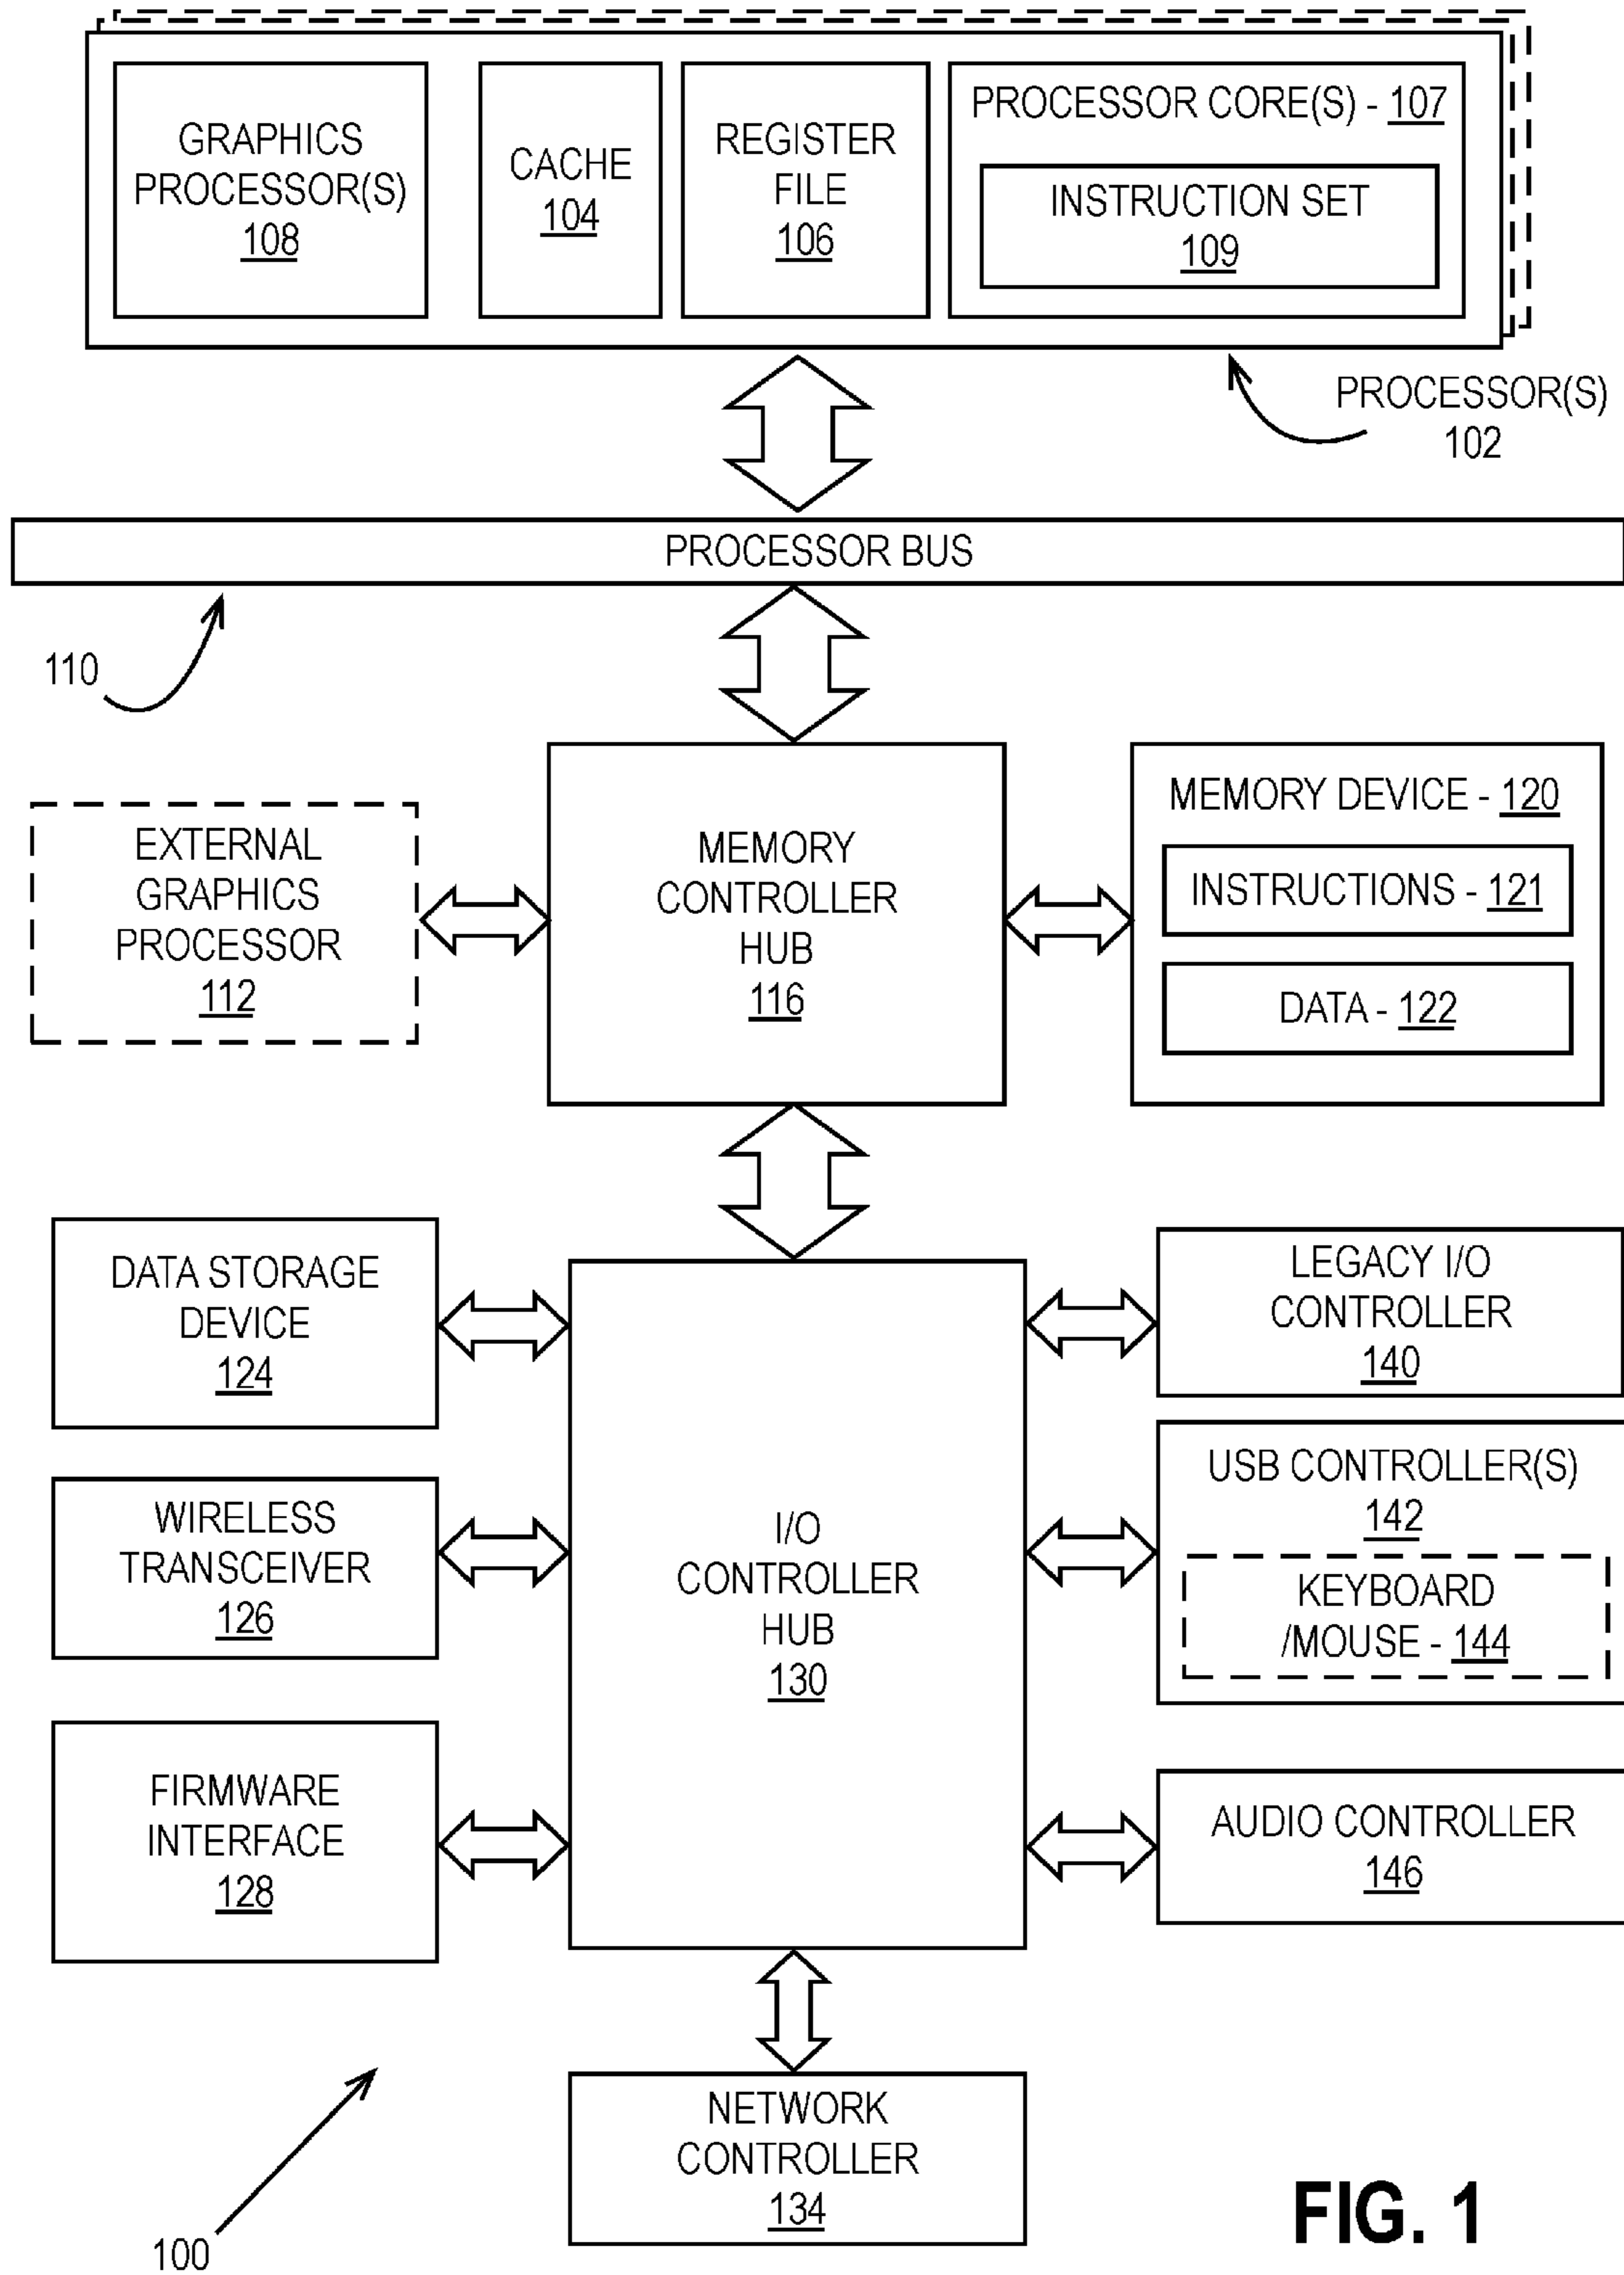 GRAPHICS
PROCESSOR(S)
108
CACHE
104
REGISTER
FILE
106
PROCESSOR CORE(S) - 107
INSTRUCTION SET
109
PROCESSOR(S)
102
PROCESSOR BUS
110
EXTERNAL
GRAPHICS
PROCESSOR
112
MEMORY
CONTROLLER
HUB
116
MEMORY DEVICE - 120
INSTRUCTIONS - 121
DATA - 122
DATA STORAGE
DEVICE
124
WIRELESS
TRANSCEIVER
126
FIRMWARE
INTERFACE
128
I/O
CONTROLLER
HUB
130
LEGACY I/O
CONTROLLER
140
USB CONTROLLER(S)
142
KEYBOARD
/MOUSE - 144
AUDIO CONTROLLER
146
NETWORK
CONTROLLER
134
100
FIG. 1